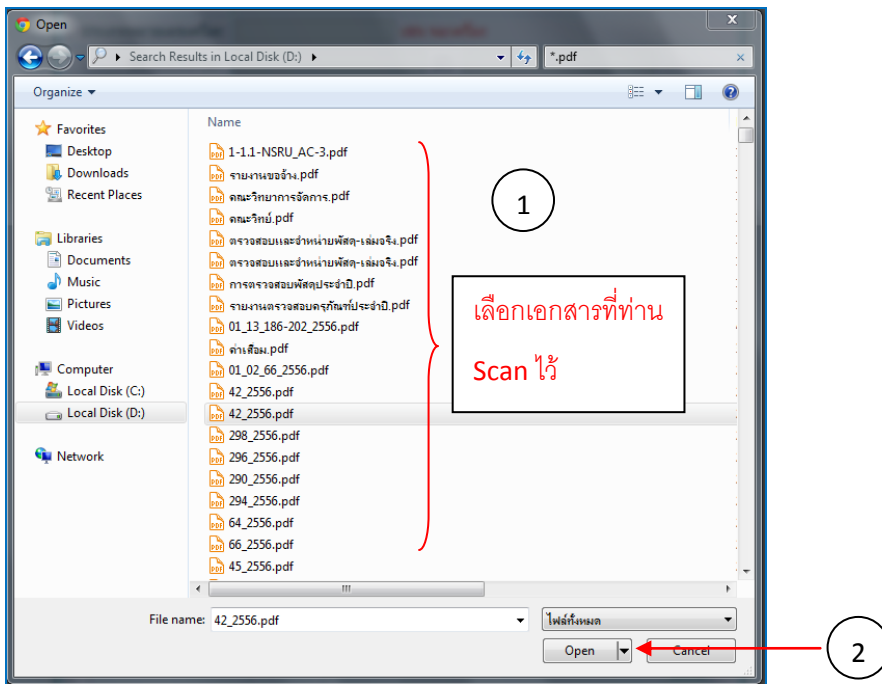 Open
Search Results in Local Disk (D:)
*.pdf
Organize
Favorites
Desktop
Downloads
Recent Places
Libraries
Documents
Music
Pictures
Videos
Computer
Local Disk (C:)
Local Disk (D:)
Network
Name
1-1.1-NSRU_AC-3.pdf
รายงานขอจ้าง.pdf
คณะวิทยาการจัดการ.pdf
คณะวิทย์.pdf
ตรวจสอบและจำหน่ายพัสดุ-เล่มจริง.pdf
ตรวจสอบและจำหน่ายพัสดุ-เล่มจริง.pdf
การตรวจสอบพัสดุประจำปี.pdf
รายงานตรวจสอบครุภัณฑ์ประจำปี.pdf
01_13_186-202_2556.pdf
ค่าเสื่อม.pdf
01_02_66_2556.pdf
42_2556.pdf
42_2556.pdf
298_2556.pdf
296_2556.pdf
290_2556.pdf
294_2556.pdf
64_2556.pdf
66_2556.pdf
45_2556.pdf
1
เลือกเอกสารที่ท่าน
Scan ไว้
File name:
42_2556.pdf
ไฟล์ทั้งหมด
Open
Cancel
2